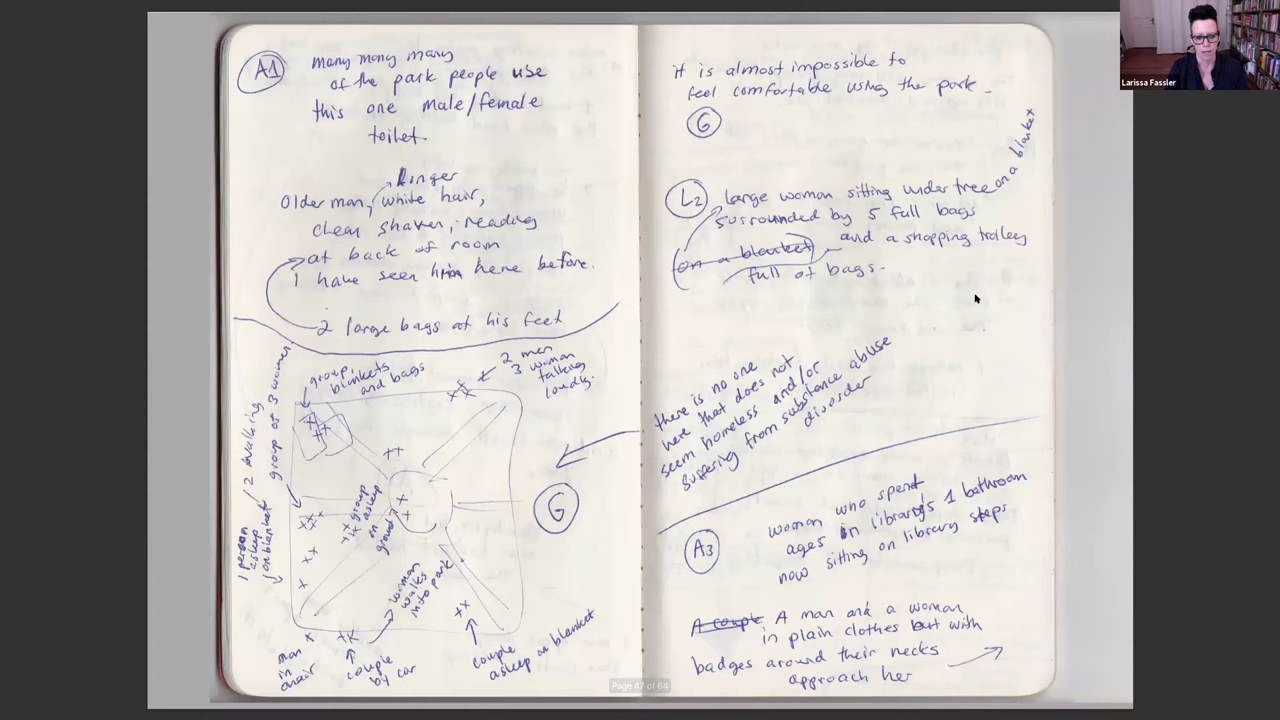 A1
many many many
of the park people use
this one male/female
toilet
longer
older man, white hair,
clean shaven, reading
at back of room
I have seen him here before.
2 large bags at his feet
group, blankets
and bags
2 men
3 woman
talking
loudly.
2 walking
group of 3 women
1 person
asleep
on blanket
xx group
xx asleep
in
ground
woman
walks
into park
man
in
couple
by car
couple
asleep on blanket
G
it is almost impossible to
feel comfortable using the park.
G
L2
large woman sitting under tree on a blanket
surrounded by 5 full bags
on a blanket and a shopping trolley
full of bags.
there is no one
here that does not
seem homeless and/or
suffering from substance abuse
disorder
A3
woman who spent
ages in library's 1 bathroom
now sitting on library steps
A couple A man and a woman
in plain clothes but with
badges around their necks
approach her
Page 47 of 64
Larissa Fassler